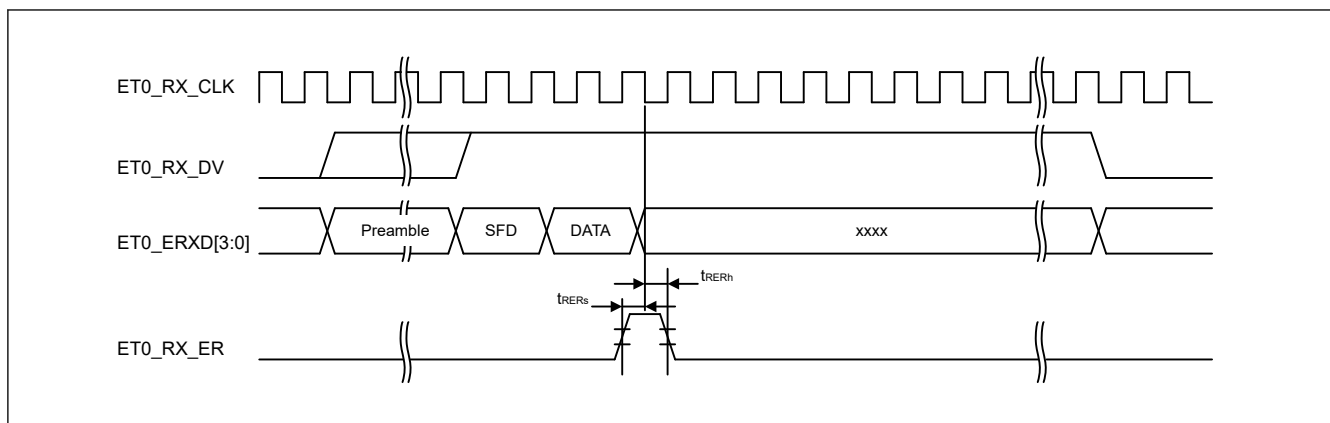 ET0_RX_CLK
ET0_RX_DV
ET0_ERXD[3:0]
Preamble SFD DATA xxxx
tRERs
tRERh
ET0_RX_ER